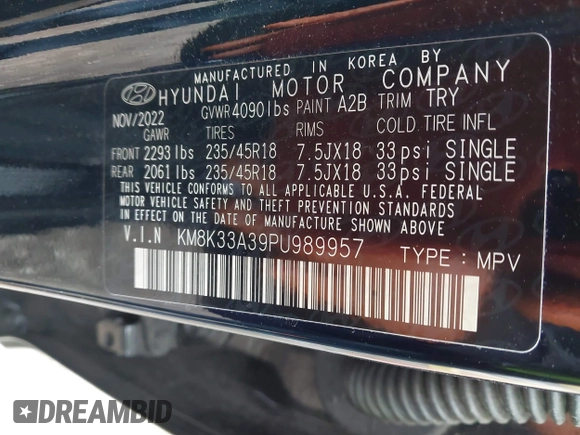 MANUFACTURED IN KOREA BY
HYUNDAI MOTOR COMPANY
NOV/2022 GVWR 4090lbs PAINT A2B TRIM TRY
GAWR TIRES RIMS COLD TIRE INFL
FRONT 2293lbs 235/45R18 7.5JX18 33psi SINGLE
REAR 2061lbs 235/45R18 7.5JX18 33psi SINGLE
THIS VEHICLE CONFORMS TO ALL APPLICABLE U.S.A. FEDERAL
MOTOR VEHICLE SAFETY AND THEFT PREVENTION STANDARDS
IN EFFECT ON THE DATE OF MANUFACTURE SHOWN ABOVE.
V.I.N KM8K33A39PU989957 TYPE : MPV
DREAMBID